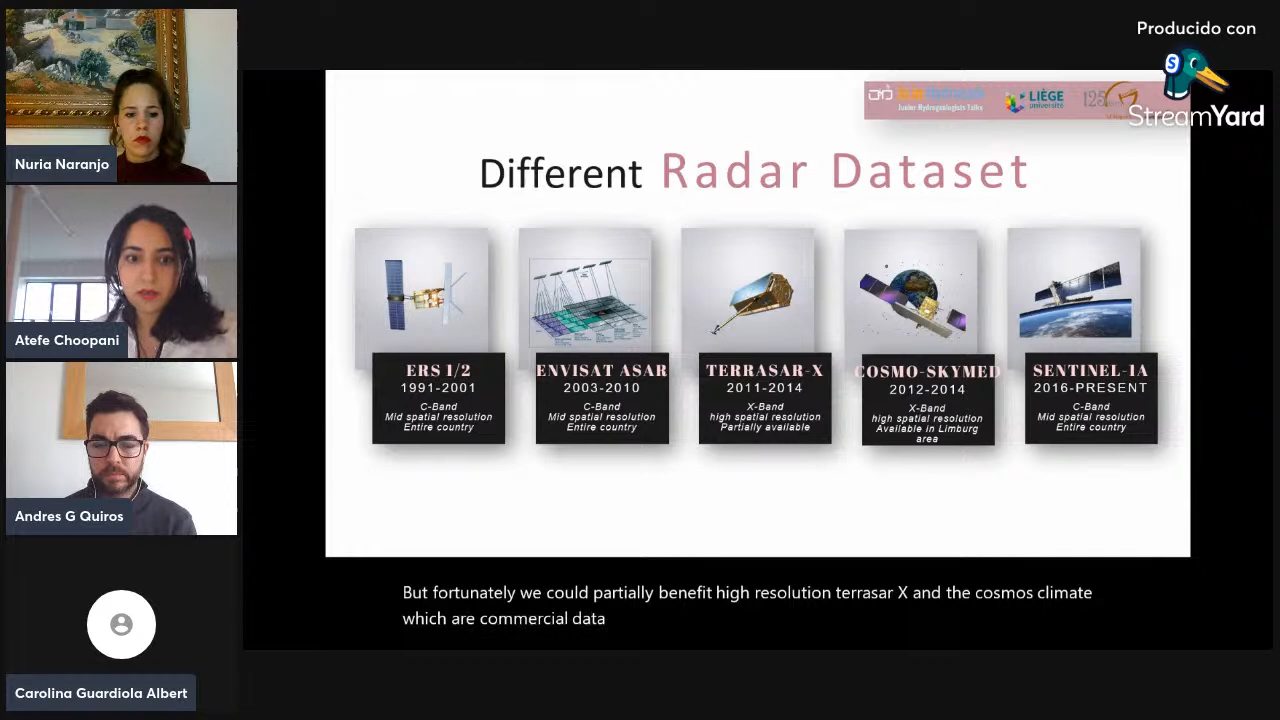 Producido con
StreamYard
Nuria Naranjo
Atefe Choopani
Andres G Quiros
Carolina Guardiola Albert
Junior Hydrogeologists Talks
LIÈGE
université
125
Different Radar Dataset
ERS 1/2
1991-2001
C-Band
Mid spatial resolution
Entire country
ENVISAT ASAR
2003-2010
C-Band
Mid spatial resolution
Entire country
TERRASAR-X
2011-2014
X-Band
high spatial resolution
Partially available
COSMO-SKYMED
2012-2014
X-Band
high spatial resolution
Available in Limburg
area
SENTINEL-1A
2016-PRESENT
C-Band
Mid spatial resolution
Entire country
But fortunately we could partially benefit high resolution terrasar X and the cosmos climate
which are commercial data